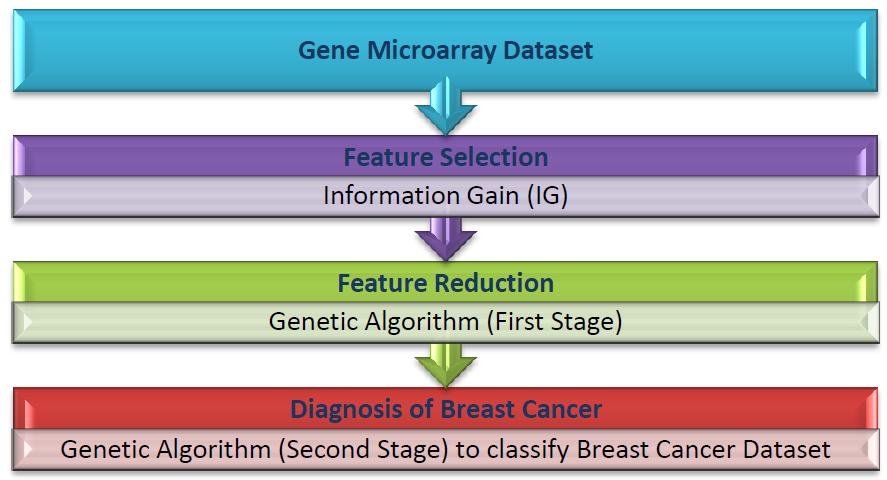 Gene Microarray Dataset
Feature Selection
Information Gain (IG)
Feature Reduction
Genetic Algorithm (First Stage)
Diagnosis of Breast Cancer
Genetic Algorithm (Second Stage) to classify Breast Cancer Dataset